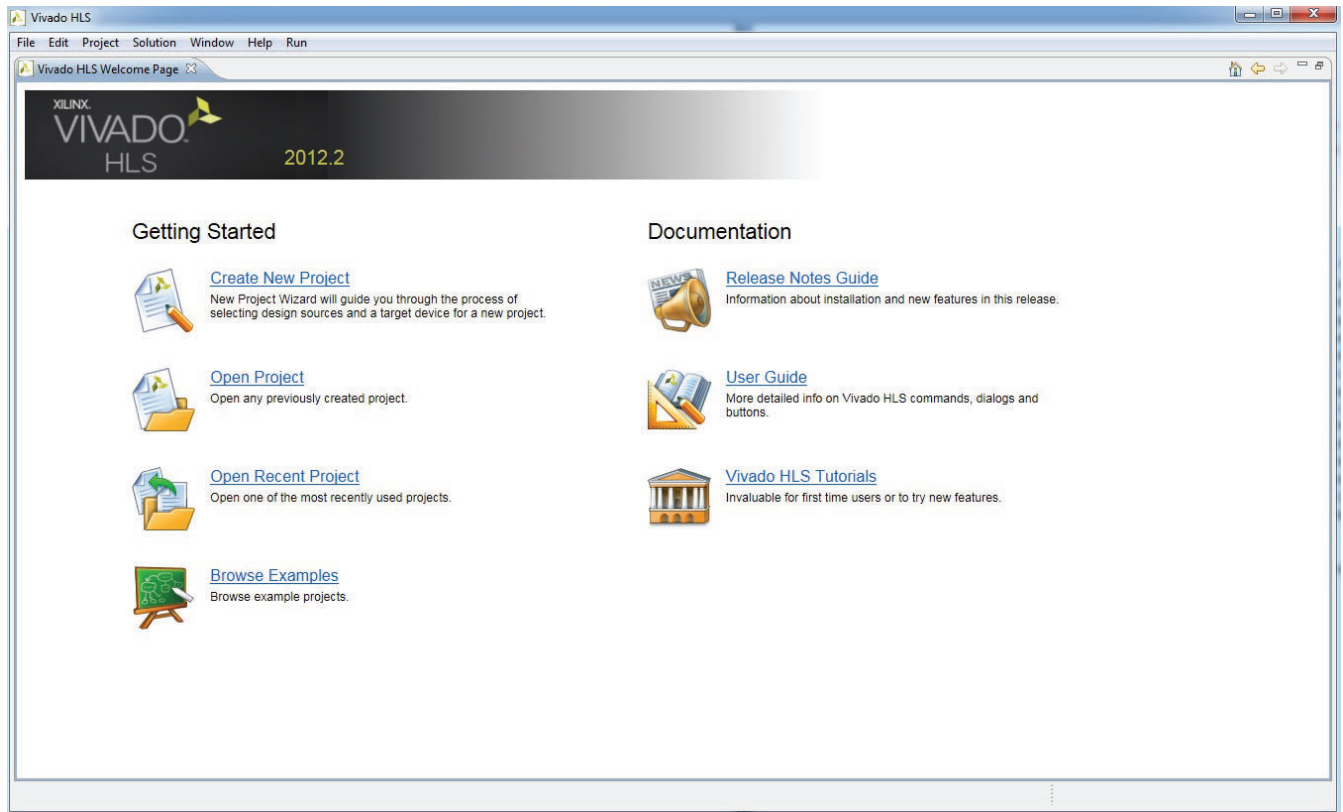 Vivado HLS
File Edit Project Solution Window Help Run
Vivado HLS Welcome Page
XILINX
VIVADO
HLS
2012.2
Getting Started
Create New Project
New Project Wizard will guide you through the process of
selecting design sources and a target device for a new project.
Open Project
Open any previously created project.
Open Recent Project
Open one of the most recently used projects.
Browse Examples
Browse example projects.
Documentation
NEWS
Release Notes Guide
Information about installation and new features in this release.
User Guide
More detailed info on Vivado HLS commands, dialogs and
buttons.
Vivado HLS Tutorials
Invaluable for first time users or to try new features.